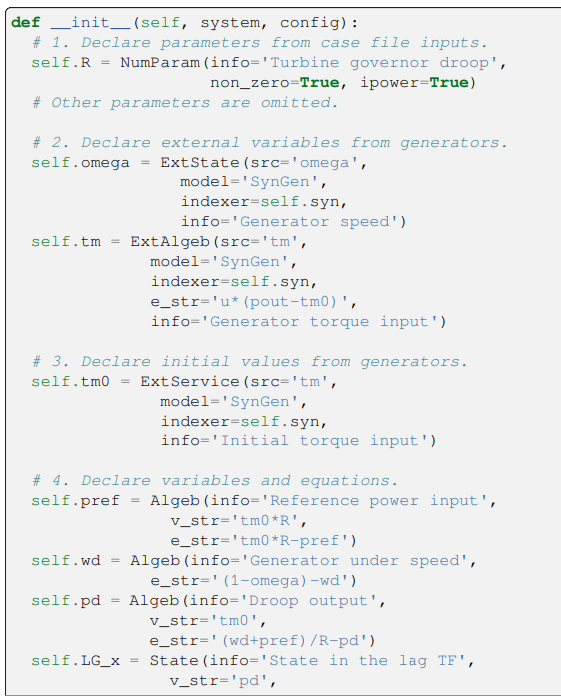 def __init__(self, system, config):
  # 1. Declare parameters from case file inputs.
  self.R = NumParam(info='Turbine governor droop',
                    non_zero=True, ipower=True)
  # Other parameters are omitted.

  # 2. Declare external variables from generators.
  self.omega = ExtState(src='omega',
                 model='SynGen',
                 indexer=self.syn,
                 info='Generator speed')
  self.tm = ExtAlgeb(src='tm',
              model='SynGen',
              indexer=self.syn,
              e_str='u*(pout-tm0)',
              info='Generator torque input')

  # 3. Declare initial values from generators.
  self.tm0 = ExtService(src='tm',
               model='SynGen',
               indexer=self.syn,
               info='Initial torque input')

  # 4. Declare variables and equations.
  self.pref = Algeb(info='Reference power input',
                v_str='tm0*R',
                e_str='tm0*R-pref')
  self.wd = Algeb(info='Generator under speed',
              e_str='(1-omega)-wd')
  self.pd = Algeb(info='Droop output',
              v_str='tm0',
              e_str='(wd+pref)/R-pd')
  self.LG_x = State(info='State in the lag TF',
                v_str='pd',